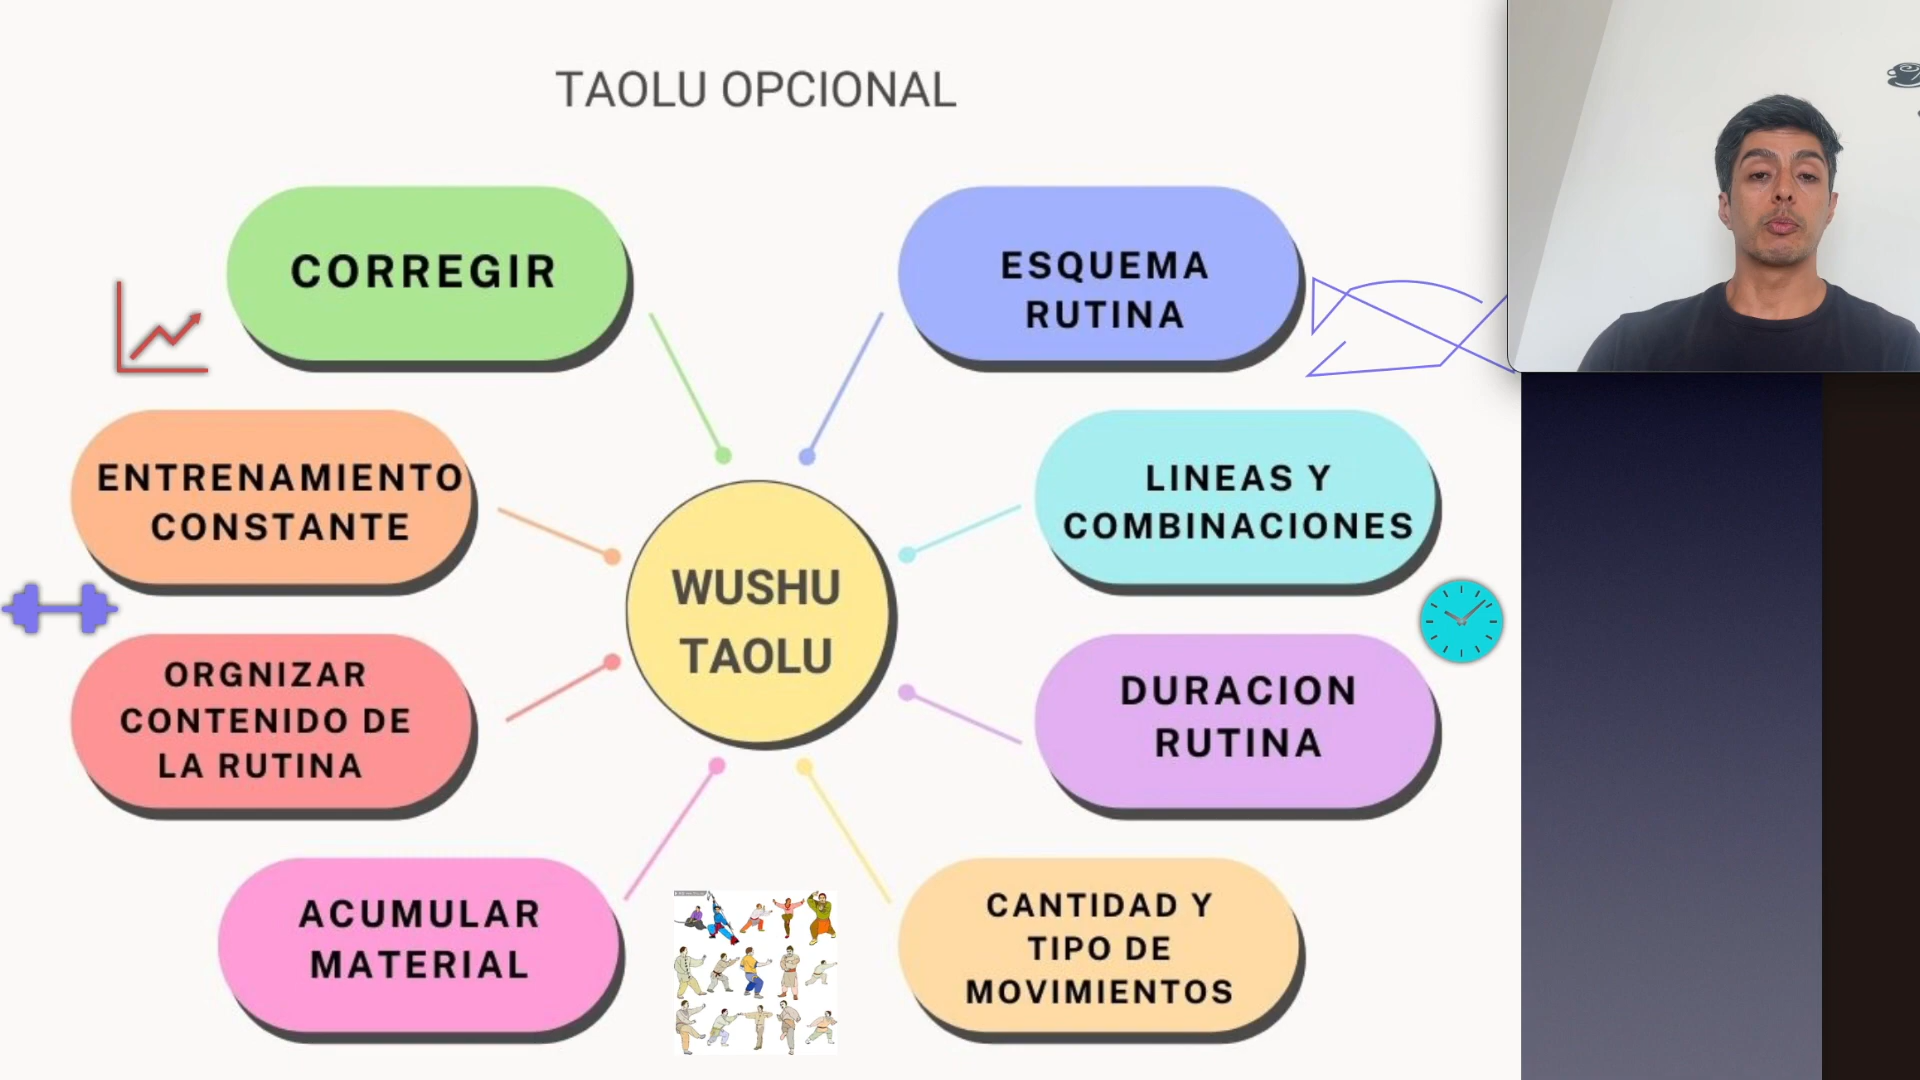 TAOLU OPCIONAL
CORREGIR
ESQUEMA
RUTINA
ENTRENAMIENTO
CONSTANTE
LINEAS Y
COMBINACIONES
WUSHU
TAOLU
ORGNIZAR
CONTENIDO DE
LA RUTINA
DURACION
RUTINA
ACUMULAR
MATERIAL
CANTIDAD Y
TIPO DE
MOVIMIENTOS